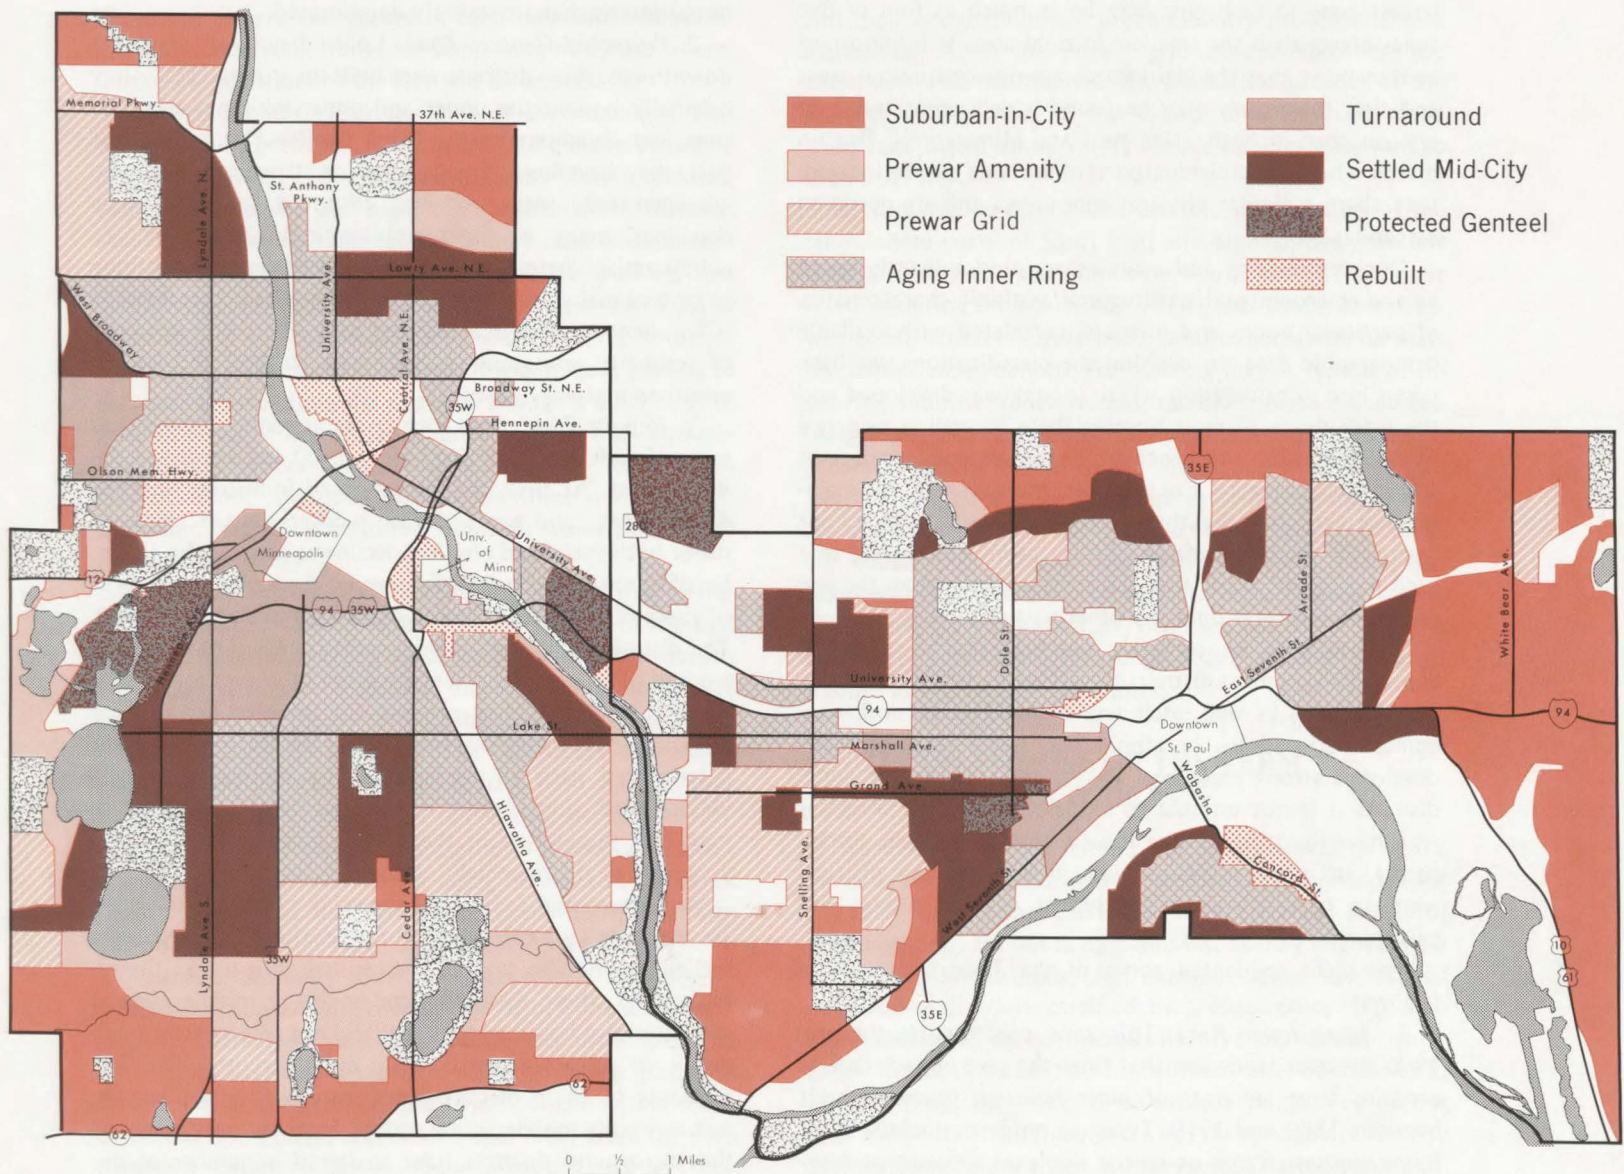 Memorial Pkwy.
37th Ave. N.E.
Suburban-in-City
Turnaround
St. Anthony
Pkwy.
Prewar Amenity
Settled Mid-City
Prewar Grid
Protected Genteel
Aging Inner Ring
Rebuilt
Lyndale Ave. N.
Lowry Ave. N.E.
West Broadway
University Ave.
Central Ave. N.E.
Broadway St. N.E.
35W
Hennepin Ave.
Olson Mem. Hwy.
35E
280
Downtown
Minneapolis
Univ.
of
Minn.
University Ave.
12
94
35W
Hennepin Ave.
Arcade St.
White Bear Ave.
Dale St.
East Seventh St.
University Ave.
94
94
Lake St.
Marshall Ave.
Downtown
St. Paul
Grand Ave.
Wabasha
Hiawatha Ave.
Snelling Ave.
Concord St.
Cedar Ave.
West Seventh St.
Lyndale Ave S.
35W
10
61
35E
62
62
0 ½ 1 Miles